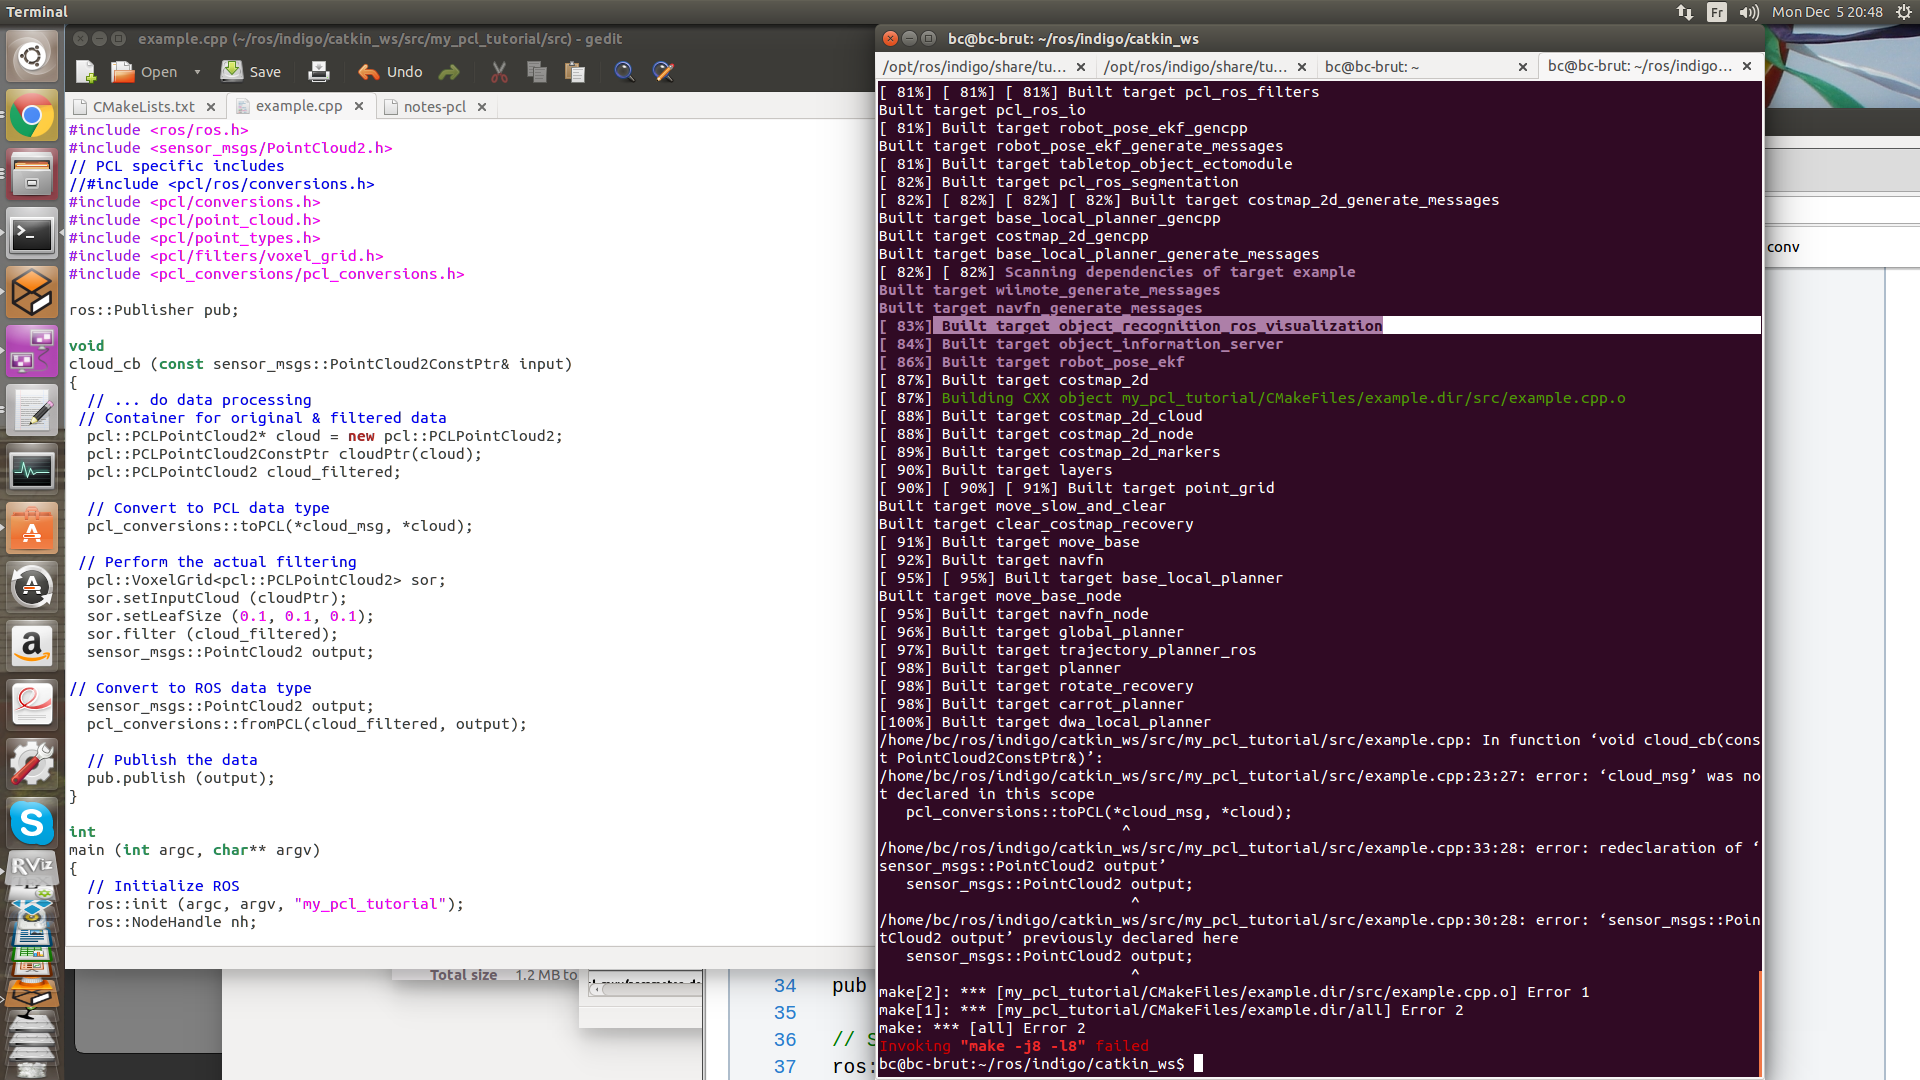 Terminal
Fr
Mon Dec 5 20:48
example.cpp (~/ros/indigo/catkin_ws/src/my_pcl_tutorial/src) - gedit
Open
Save
Undo
CMakeLists.txt
example.cpp
notes-pcl
#include <ros/ros.h>
#include <sensor_msgs/PointCloud2.h>
// PCL specific includes
//#include <pcl/ros/conversions.h>
#include <pcl/conversions.h>
#include <pcl/point_cloud.h>
#include <pcl/point_types.h>
#include <pcl/filters/voxel_grid.h>
#include <pcl_conversions/pcl_conversions.h>
ros::Publisher pub;
void
cloud_cb (const sensor_msgs::PointCloud2ConstPtr& input)
{
// ... do data processing
// Container for original & filtered data
pcl::PCLPointCloud2* cloud = new pcl::PCLPointCloud2;
pcl::PCLPointCloud2ConstPtr cloudPtr(cloud);
pcl::PCLPointCloud2 cloud_filtered;
// Convert to PCL data type
pcl_conversions::toPCL(*cloud_msg, *cloud);
// Perform the actual filtering
pcl::VoxelGrid<pcl::PCLPointCloud2> sor;
sor.setInputCloud (cloudPtr);
sor.setLeafSize (0.1, 0.1, 0.1);
sor.filter (cloud_filtered);
sensor_msgs::PointCloud2 output;
// Convert to ROS data type
sensor_msgs::PointCloud2 output;
pcl_conversions::fromPCL(cloud_filtered, output);
// Publish the data
pub.publish (output);
}
int
main (int argc, char** argv)
{
// Initialize ROS
ros::init (argc, argv, "my_pcl_tutorial");
ros::NodeHandle nh;
Total size 1.2 MB to
34 pub
35
36 // S
37 ros:
RViz
bc@bc-brut: ~/ros/indigo/catkin_ws
/opt/ros/indigo/share/tu...
/opt/ros/indigo/share/tu...
bc@bc-brut: ~
bc@bc-brut: ~/ros/indigo...
[ 81%] [ 81%] [ 81%] Built target pcl_ros_filters
Built target pcl_ros_io
[ 81%] Built target robot_pose_ekf_gencpp
Built target robot_pose_ekf_generate_messages
[ 81%] Built target tabletop_object_ectomodule
[ 82%] Built target pcl_ros_segmentation
[ 82%] [ 82%] [ 82%] [ 82%] Built target costmap_2d_generate_messages
Built target base_local_planner_gencpp
Built target costmap_2d_gencpp
Built target base_local_planner_generate_messages
[ 82%] [ 82%] Scanning dependencies of target example
Built target wiimote_generate_messages
Built target navfn_generate_messages
[ 83%] Built target object_recognition_ros_visualization
[ 84%] Built target object_information_server
[ 86%] Built target robot_pose_ekf
[ 87%] Built target costmap_2d
[ 87%] Building CXX object my_pcl_tutorial/CMakeFiles/example.dir/src/example.cpp.o
[ 88%] Built target costmap_2d_cloud
[ 88%] Built target costmap_2d_node
[ 89%] Built target costmap_2d_markers
[ 90%] Built target layers
[ 90%] [ 90%] [ 91%] Built target point_grid
Built target move_slow_and_clear
Built target clear_costmap_recovery
[ 91%] Built target move_base
[ 92%] Built target navfn
[ 95%] [ 95%] Built target base_local_planner
Built target move_base_node
[ 95%] Built target navfn_node
[ 96%] Built target global_planner
[ 97%] Built target trajectory_planner_ros
[ 98%] Built target planner
[ 98%] Built target rotate_recovery
[ 98%] Built target carrot_planner
[100%] Built target dwa_local_planner
/home/bc/ros/indigo/catkin_ws/src/my_pcl_tutorial/src/example.cpp: In function ‘void cloud_cb(cons
t PointCloud2ConstPtr&)’:
/home/bc/ros/indigo/catkin_ws/src/my_pcl_tutorial/src/example.cpp:23:27: error: ‘cloud_msg’ was no
t declared in this scope
pcl_conversions::toPCL(*cloud_msg, *cloud);
^
/home/bc/ros/indigo/catkin_ws/src/my_pcl_tutorial/src/example.cpp:33:28: error: redeclaration of ‘
sensor_msgs::PointCloud2 output’
sensor_msgs::PointCloud2 output;
^
/home/bc/ros/indigo/catkin_ws/src/my_pcl_tutorial/src/example.cpp:30:28: error: ‘sensor_msgs::Poin
tCloud2 output’ previously declared here
sensor_msgs::PointCloud2 output;
^
make[2]: *** [my_pcl_tutorial/CMakeFiles/example.dir/src/example.cpp.o] Error 1
make[1]: *** [my_pcl_tutorial/CMakeFiles/example.dir/all] Error 2
make: *** [all] Error 2
Invoking "make -j8 -l8" failed
bc@bc-brut:~/ros/indigo/catkin_ws$
conv